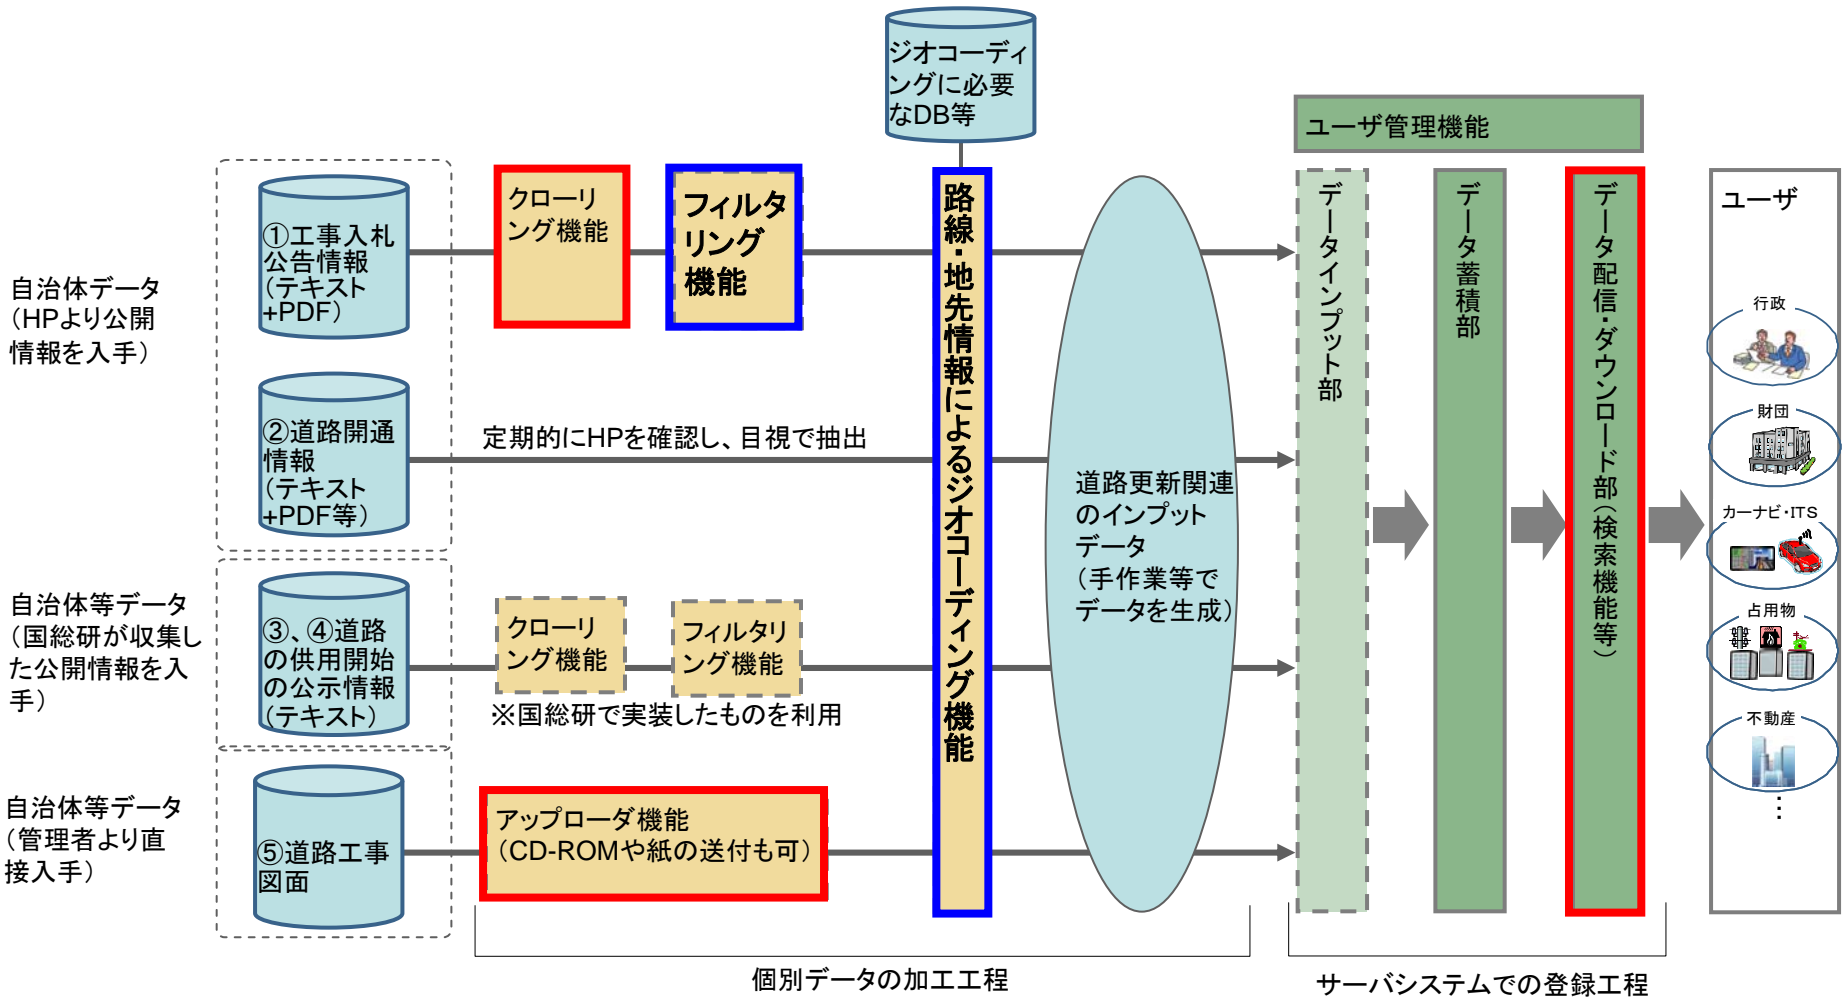 ジオコーディ
ングに必要
なDB等
ユーザ管理機能
自治体データ
（HPより公開
情報を入手）
①工事入札
公告情報
（テキスト
+PDF）
クローリ
ング機能
フィルタ
リング
機能
②道路開通
情報
（テキスト
+PDF等）
定期的にHPを確認し、目視で抽出
自治体等データ
（国総研が収集し
た公開情報を入
手）
③、④道路
の供用開始
の公示情報
（テキスト）
クローリ
ング機能
フィルタリ
ング機能
※国総研で実装したものを利用
自治体等データ
（管理者より直
接入手）
⑤道路工事
図面
アップローダ機能
（CD-ROMや紙の送付も可）
路線・地先情報によるジオコーディング機能
道路更新関連
のインプット
データ
（手作業等で
データを生成）
データインプット部
データ蓄積部
データ配信・ダウンロード部（検索機能等）
ユーザ
行政
財団
カーナビ・ITS
占用物
不動産
…
個別データの加工工程
サーバシステムでの登録工程